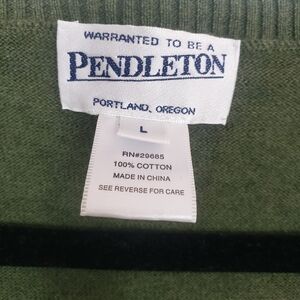 WARRANTED TO BE A
PENDLETON
PORTLAND, OREGON
L
RN#29685
100% COTTON
MADE IN CHINA
SEE REVERSE FOR CARE